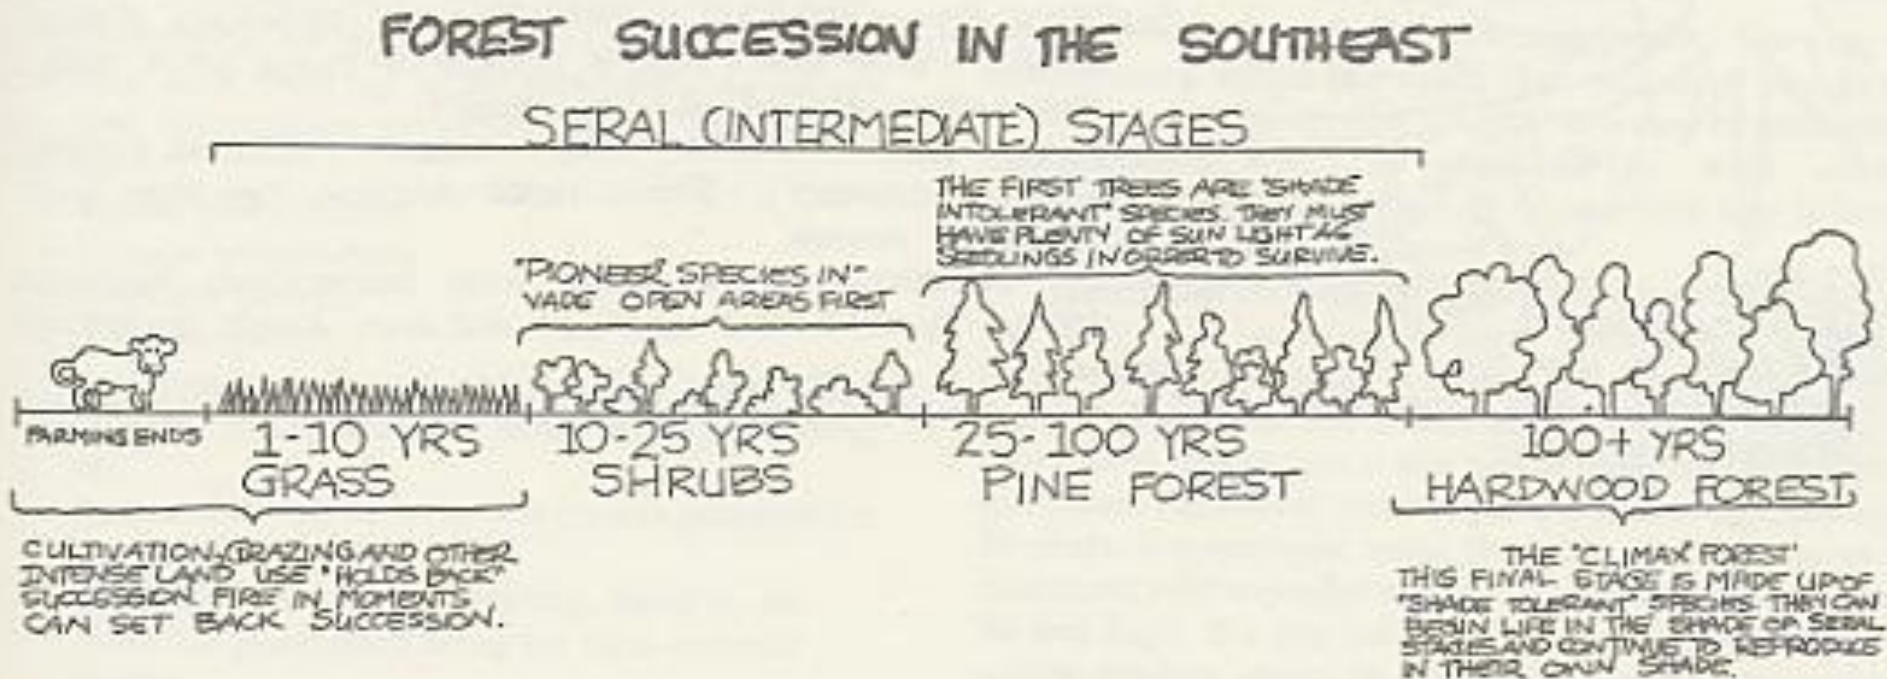 FOREST SUCCESSION IN THE SOUTHEAST
SERAL (INTERMEDIATE) STAGES
THE FIRST TREES ARE "SHADE
INTOLERANT" SPECIES. THEY MUST
HAVE PLENTY OF SUN LIGHT AS
SEEDLINGS IN ORDER TO SURVIVE.
"PIONEER" SPECIES IN-
VADE OPEN AREAS FIRST
FARMING ENDS
1-10 YRS
GRASS
10-25 YRS
SHRUBS
25-100 YRS
PINE FOREST
100+ YRS
HARDWOOD FOREST
CULTIVATION, GRAZING AND OTHER
INTENSE LAND USE "HOLDS BACK"
SUCCESSION. FIRE IN MOMENTS
CAN SET BACK SUCCESSION.
THE "CLIMAX FOREST"
THIS FINAL STAGE IS MADE UP OF
"SHADE TOLERANT" SPECIES. THEY CAN
BEGIN LIFE IN THE SHADE OF SERAL
STAGES AND CONTINUE TO REPRODUCE
IN THEIR OWN SHADE.